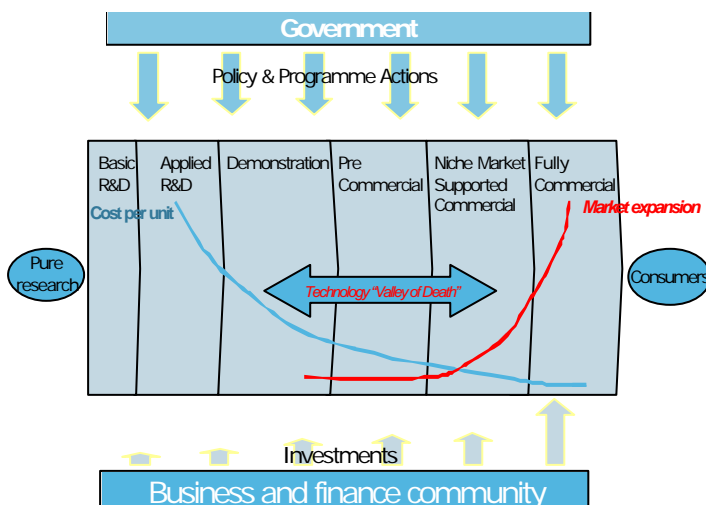 Government
Policy & Programme Actions
Basic
R&D
Applied
R&D
Demonstration
Pre
Commercial
Niche Market
Supported
Commercial
Fully
Commercial
Cost per unit
Market expansion
Pure
research
Technology "Valley of Death"
Consumers
Investments
Business and finance community